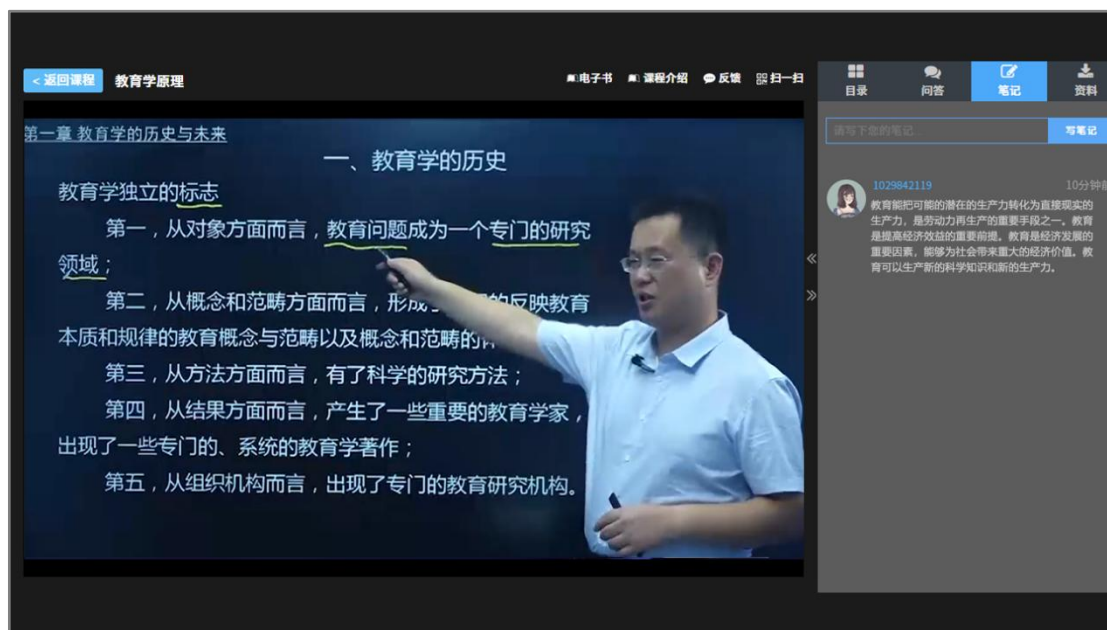 < 返回课程 教育学原理 电子书 课程介绍 反馈 扫一扫
目录 问答 笔记 资料
第一章 教育学的历史与未来
一、教育学的历史
教育学独立的标志
第一，从对象方面而言，教育问题成为一个专门的研究
领域；
第二，从概念和范畴方面而言，形成 的反映教育
本质和规律的教育概念与范畴以及概念和范畴的
第三，从方法方面而言，有了科学的研究方法；
第四，从结果方面而言，产生了一些重要的教育学家，
出现了一些专门的、系统的教育学著作；
第五，从组织机构而言，出现了专门的教育研究机构。
请写下您的笔记... 写笔记
1029842119 10分钟前
教育能把可能的潜在的生产力转化为直接现实的
生产力，是劳动力再生产的重要手段之一。教育
是提高经济效益的重要前提。教育是经济发展的
重要因素，能够为社会带来重大的经济价值。教
育可以生产新的科学知识和新的生产力。